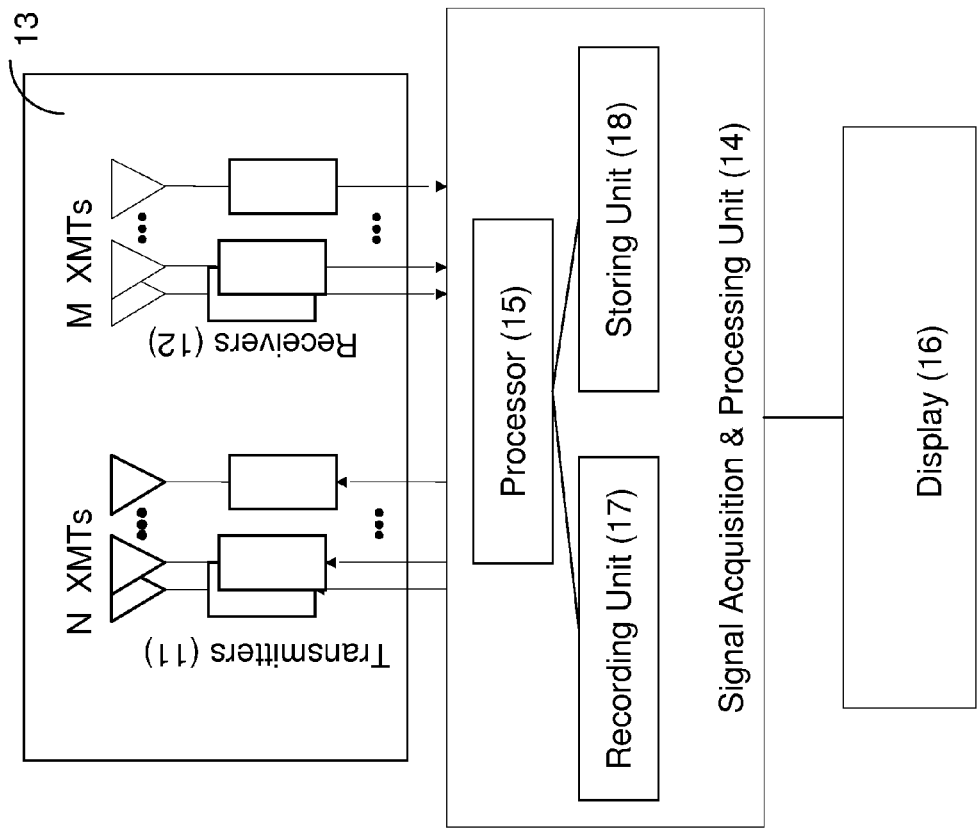 13
N XMTs
M XMTs
Transmitters (11)
Receivers (12)
Processor (15)
Recording Unit (17)
Storing Unit (18)
Signal Acquisition & Processing Unit (14)
Display (16)